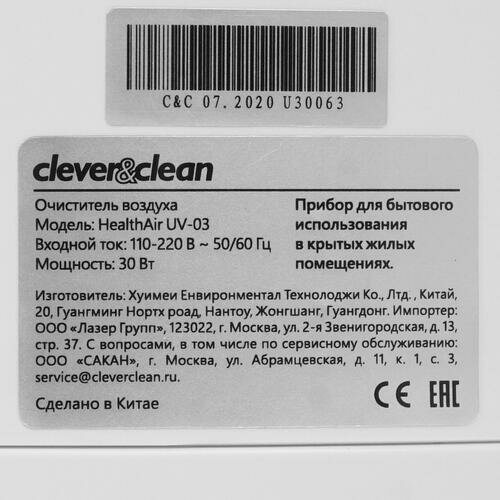 C&C 07.2020 U30063
clever&clean
Очиститель воздуха
Модель: HealthAir UV-03
Входной ток: 110-220 В ~ 50/60 Гц
Мощность: 30 Вт
Прибор для бытового
использования
в крытых жилых
помещениях.
Изготовитель: Хуимеи Енвиронментал Технолоджи Ко., Лтд., Китай,
20, Гуангминг Нортх роад, Нантоу, Жонгшанг, Гуангдонг. Импортер:
ООО «Лазер Групп», 123022, г. Москва, ул. 2-я Звенигородская, д. 13,
стр. 37. С вопросами, в том числе по сервисному обслуживанию:
ООО «САКАН», г. Москва, ул. Абрамцевская, д. 11, к. 1, с. 3,
service@cleverclean.ru.
Сделано в Китае
CE EAC